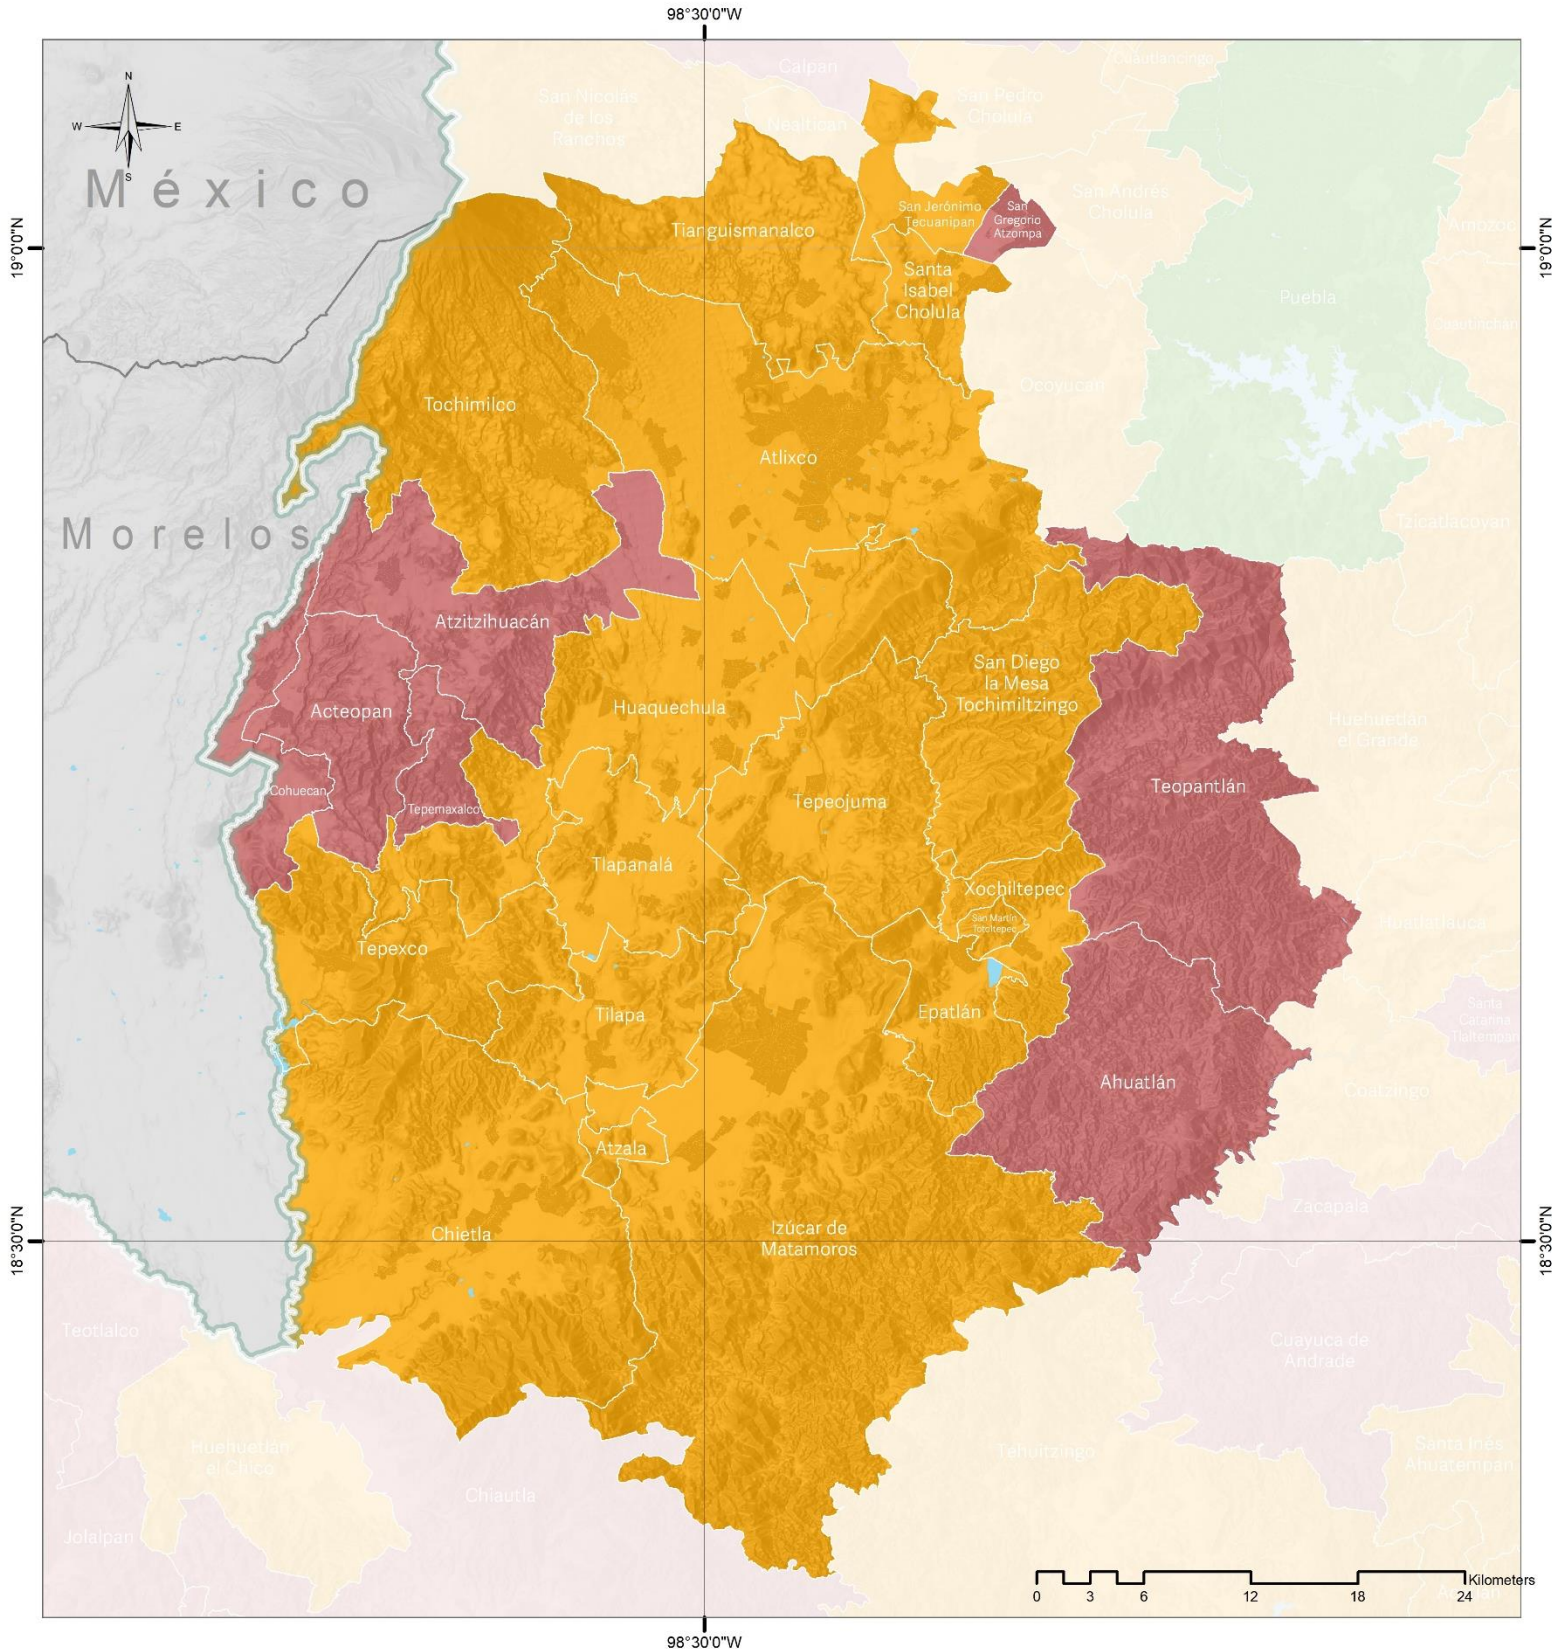 98°30'0"W
N
W
E
S
México
Calpan
Cuautlancingo
San Nicolás
de los
Ranchos
Nealtican
San Pedro
Cholula
San Andrés
Cholula
San Jerónimo
Tecuanipan
San
Gregorio
Atzompa
Amozoc
Tianguismanalco
19°0'0"N
19°0'0"N
Santa
Isabel
Cholula
Puebla
Cuautinchan
Ocoyucan
Tochimilco
Atlixco
Morelos
Tzicatlacoyan
Atzitzihuacán
San Diego
la Mesa
Tochimiltzingo
Huaquechula
Acteopan
Huehuetlán
el Grande
Teopantlán
Cohuecan
Tepemaxalco
Tepeojuma
Tlapanalá
Xochiltepec
San Martín
Totoltepec
Huatlatlauca
Tepexco
Tilapa
Epatlán
Santa
Catarina
Tlaltempan
Ahuatlán
Coatzingo
Atzala
Zacapala
Chietla
Izúcar de
Matamoros
18°30'0"N
18°30'0"N
Teotlalco
Cuayuca de
Andrade
Huehuetlán
el Chico
Tehuitzingo
Santa Inés
Ahuatempan
Chiautla
Jolalpan
Kilometers
0 3 6 12 18 24
98°30'0"W